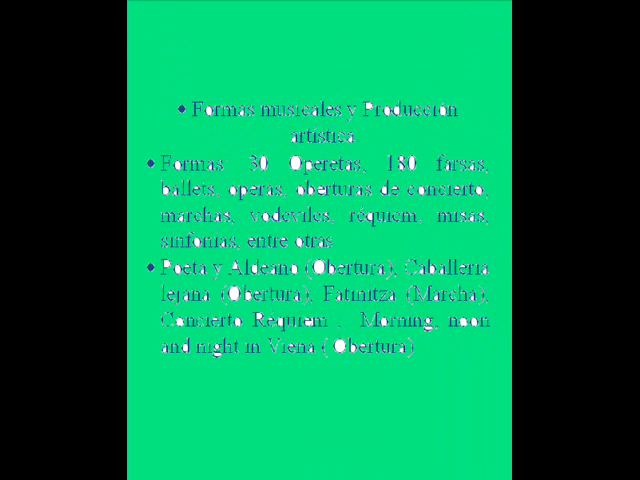 • Formas musicales y Producción
artística
• Formas: 30 Operetas, 180 farsas,
ballets, operas, oberturas de concierto,
marchas, vodeviles, réquiem, misas,
sinfonías, entre otras
• Poeta y Aldeano (Obertura), Caballería
lejana (Obertura), Fatinitza (Marcha),
Concierto Requiem . Morning, noon
and night in Viena ( Obertura)